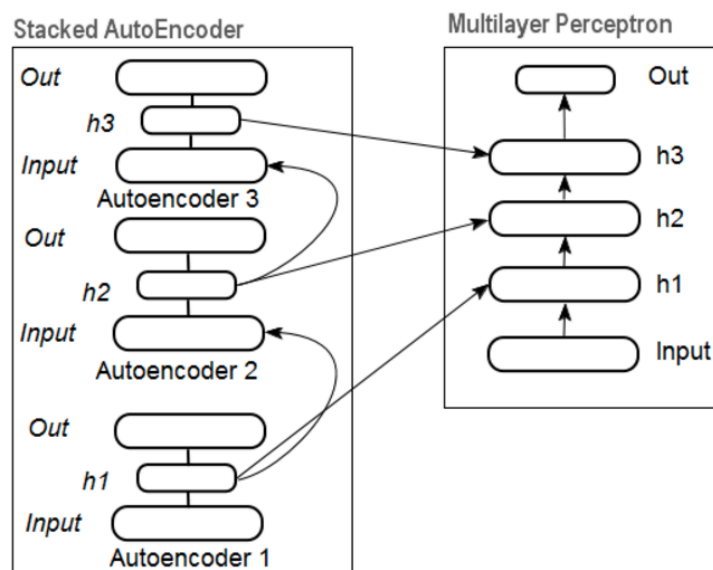 Stacked AutoEncoder
Out
h3
Input
Autoencoder 3
Out
h2
Input
Autoencoder 2
Out
h1
Input
Autoencoder 1
Multilayer Perceptron
Out
h3
h2
h1
Input